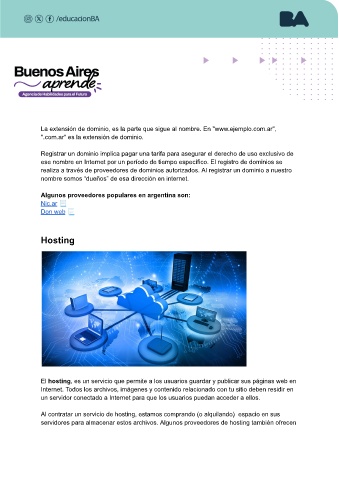 /educacionBA
BA
Buenos Aires
aprende
Agencia de Habilidades para el Futuro
La extensión de dominio, es la parte que sigue al nombre. En "www.ejemplo.com.ar",
".com.ar" es la extensión de dominio.
Registrar un dominio implica pagar una tarifa para asegurar el derecho de uso exclusivo de
ese nombre en Internet por un período de tiempo específico. El registro de dominios se
realiza a través de proveedores de dominios autorizados. Al registrar un dominio a nuestro
nombre somos "dueños" de esa dirección en internet.
Algunos proveedores populares en argentina son:
Nic.ar
Don web
Hosting
El hosting, es un servicio que permite a los usuarios guardar y publicar sus páginas web en
Internet. Todos los archivos, imágenes y contenido relacionado con tu sitio deben residir en
un servidor conectado a Internet para que los usuarios puedan acceder a ellos.
Al contratar un servicio de hosting, estamos comprando (o alquilando) espacio en sus
servidores para almacenar estos archivos. Algunos proveedores de hosting también ofrecen